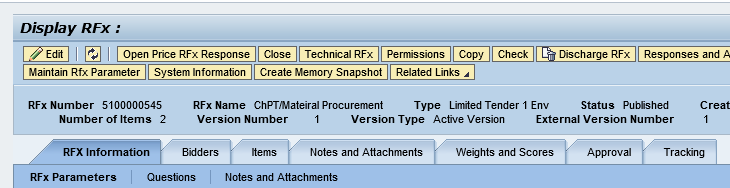 Display RFx :
Edit Open Price RFx Response Close Technical RFx Permissions Copy Check Discharge RFx Responses and A
Maintain Rfx Parameter System Information Create Memory Snapshot Related Links
RFx Number 5100000545 RFx Name ChPT/Mateiral Procurement Type Limited Tender 1 Env Status Published Creat
Number of Items 2 Version Number 1 Version Type Active Version External Version Number 1
RFX Information Bidders Items Notes and Attachments Weights and Scores Approval Tracking
RFx Parameters Questions Notes and Attachments